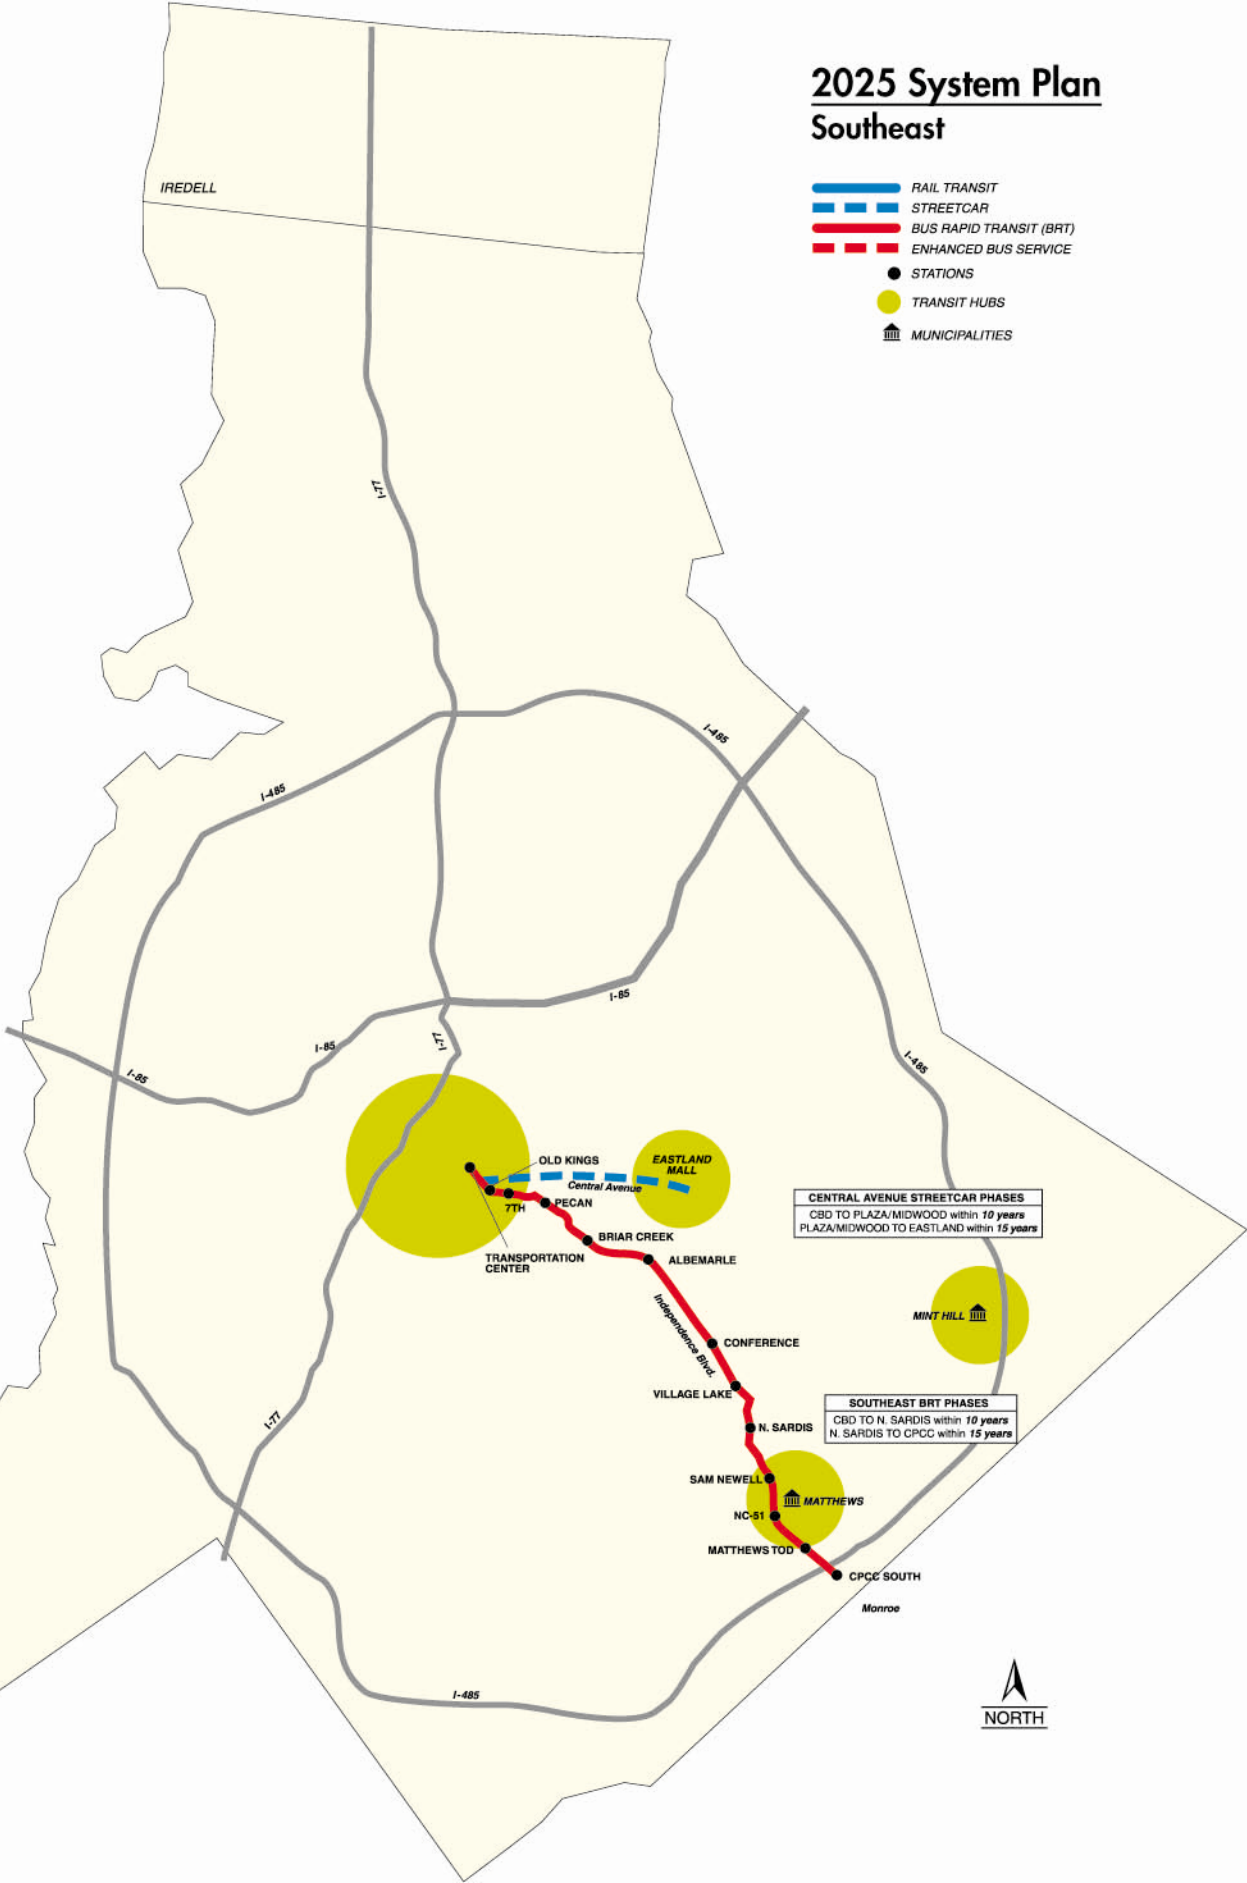 2025 System Plan
Southeast
RAIL TRANSIT
STREETCAR
BUS RAPID TRANSIT (BRT)
ENHANCED BUS SERVICE
STATIONS
TRANSIT HUBS
MUNICIPALITIES
IREDELL
I-77
I-485
I-485
I-85
I-77
I-85
I-85
I-485
OLD KINGS
EASTLAND
MALL
Central Avenue
7TH
PECAN
CENTRAL AVENUE STREETCAR PHASES
CBD TO PLAZA/MIDWOOD within 10 years
PLAZA/MIDWOOD TO EASTLAND within 15 years
BRIAR CREEK
TRANSPORTATION
CENTER
ALBEMARLE
MINT HILL
Independence Blvd.
CONFERENCE
VILLAGE LAKE
SOUTHEAST BRT PHASES
CBD TO N. SARDIS within 10 years
N. SARDIS TO CPCC within 15 years
I-77
N. SARDIS
SAM NEWELL
MATTHEWS
NC-51
MATTHEWS TOD
CPCC SOUTH
Monroe
I-485
NORTH